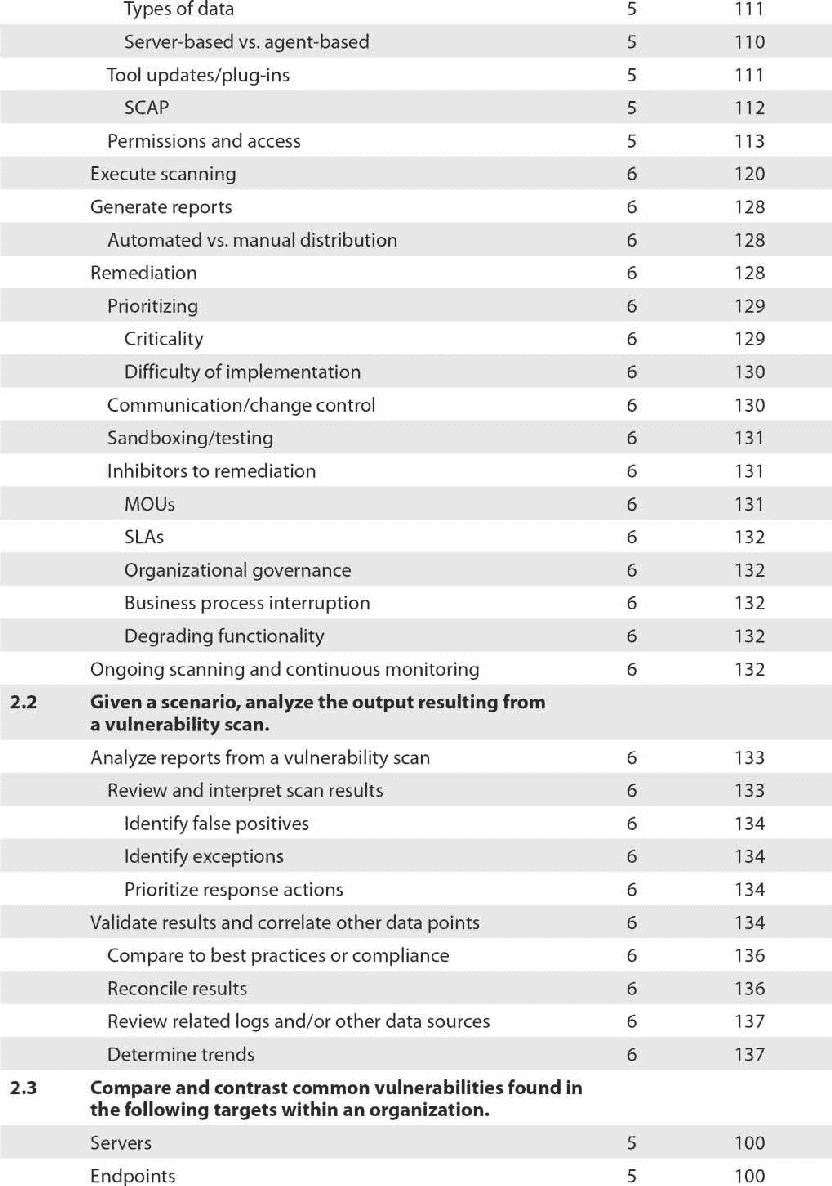 Types of data 5 111
Server-based vs. agent-based 5 110
Tool updates/plug-ins 5 111
SCAP 5 112
Permissions and access 5 113
Execute scanning 6 120
Generate reports 6 128
Automated vs. manual distribution 6 128
Remediation 6 128
Prioritizing 6 129
Criticality 6 129
Difficulty of implementation 6 130
Communication/change control 6 130
Sandboxing/testing 6 131
Inhibitors to remediation 6 131
MOUs 6 131
SLAs 6 132
Organizational governance 6 132
Business process interruption 6 132
Degrading functionality 6 132
Ongoing scanning and continuous monitoring 6 132
2.2 Given a scenario, analyze the output resulting from
a vulnerability scan.
Analyze reports from a vulnerability scan 6 133
Review and interpret scan results 6 133
Identify false positives 6 134
Identify exceptions 6 134
Prioritize response actions 6 134
Validate results and correlate other data points 6 134
Compare to best practices or compliance 6 136
Reconcile results 6 136
Review related logs and/or other data sources 6 137
Determine trends 6 137
2.3 Compare and contrast common vulnerabilities found in
the following targets within an organization.
Servers 5 100
Endpoints 5 100